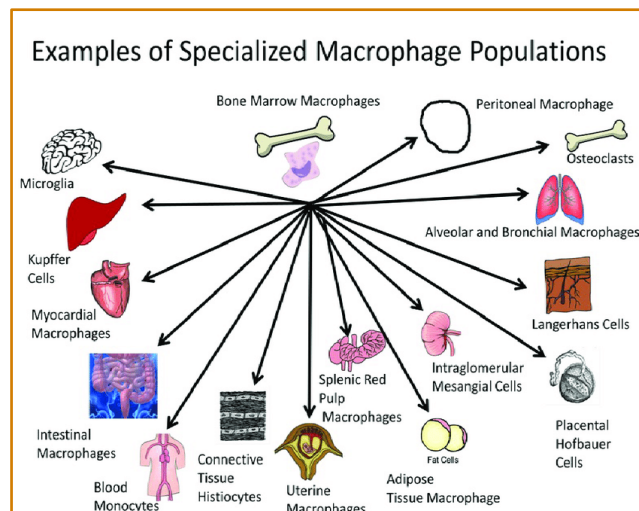 Examples of Specialized Macrophage Populations
Bone Marrow Macrophages
Peritoneal Macrophage
Osteoclasts
Microglia
Alveolar and Bronchial Macrophages
Kupffer
Cells
Myocardial
Macrophages
Langerhans Cells
Intraglomerular
Mesangial Cells
Splenic Red
Pulp
Macrophages
Placental
Hofbauer
Cells
Intestinal
Macrophages
Connective
Tissue
Histiocytes
Fat Cells
Adipose
Tissue Macrophage
Blood
Monocytes
Uterine
Macrophages